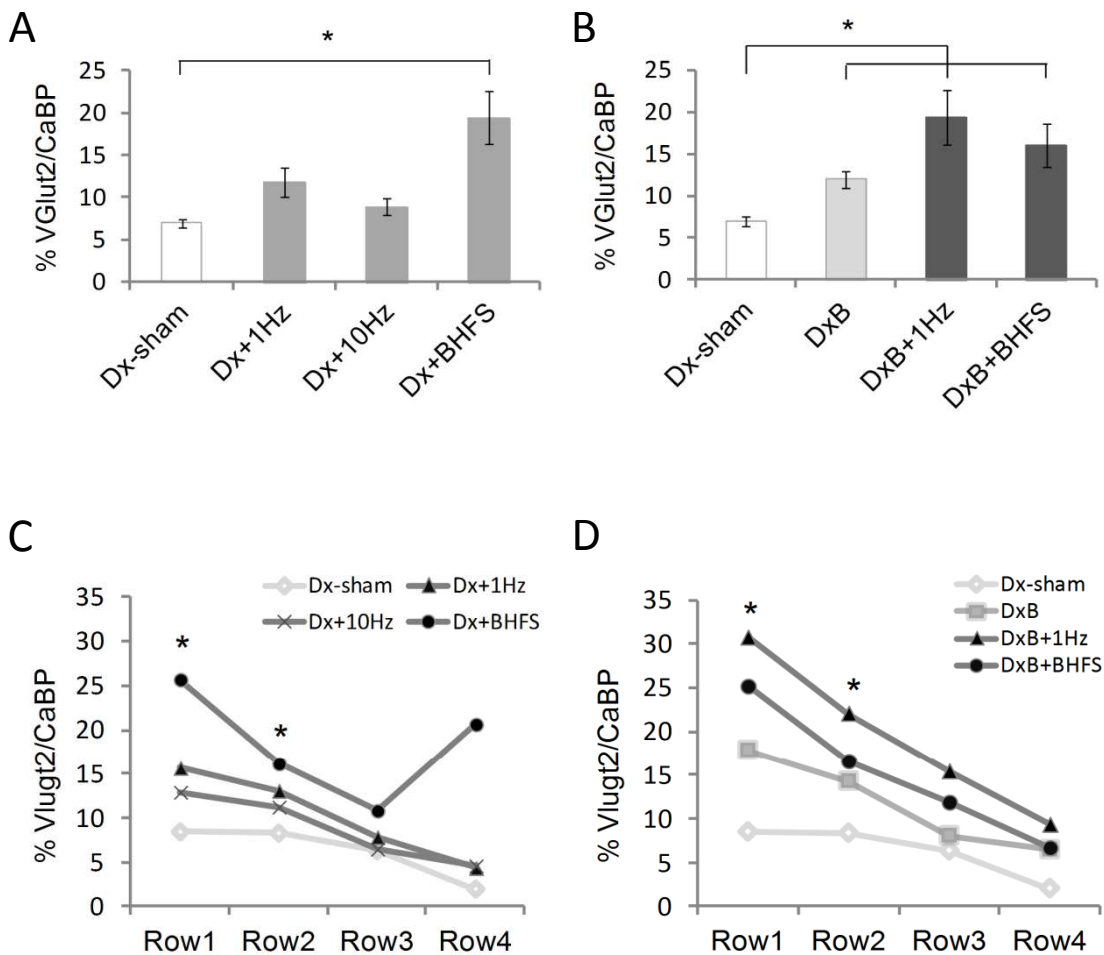 A
*
% VGlut2/CaBP
25
20
15
10
5
0
Dx-sham
Dx+1Hz
Dx+10Hz
Dx+BHFS
B
*
% VGlut2/CaBP
25
20
15
10
5
0
Dx-sham
DxB
DxB+1Hz
DxB+BHFS
C
Dx-sham
Dx+1Hz
Dx+10Hz
Dx+BHFS
% Vlugt2/CaBP
35
30
25
20
15
10
5
0
*
*
Row1 Row2 Row3 Row4
D
Dx-sham
DxB
DxB+1Hz
DxB+BHFS
% Vlugt2/CaBP
35
30
25
20
15
10
5
0
*
*
Row1 Row2 Row3 Row4